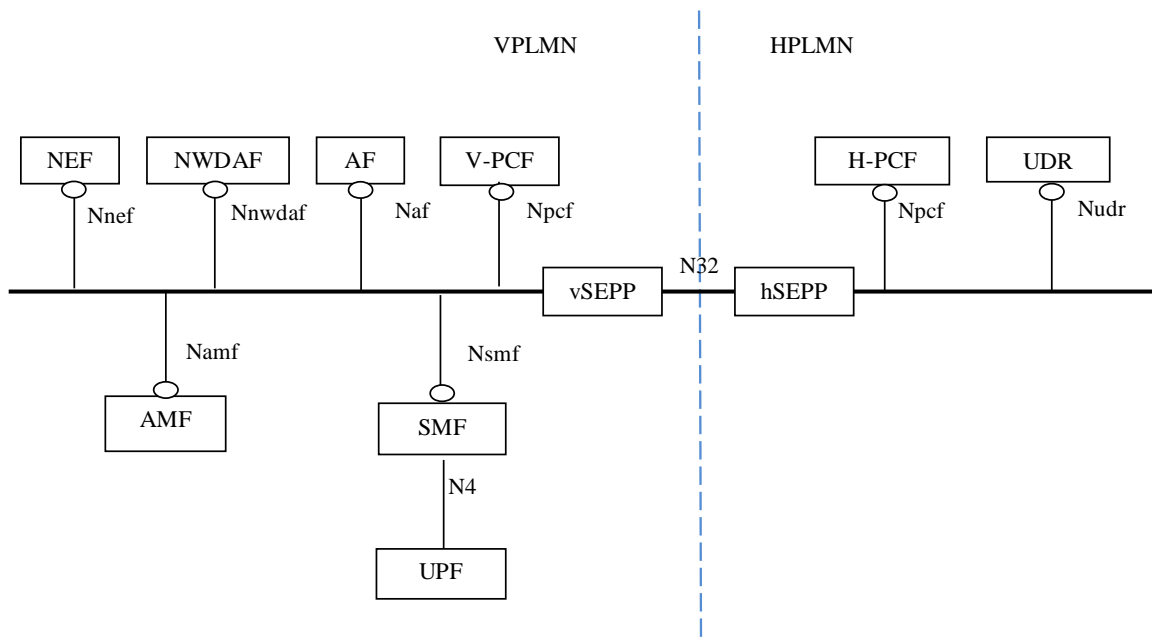 VPLMN
HPLMN
NEF
NWDAF
AF
V-PCF
H-PCF
UDR
Nnef
Nnwdaf
Naf
Npcf
Npcf
Nudr
N32
vSEPP
hSEPP
Namf
Nsmf
AMF
SMF
N4
UPF